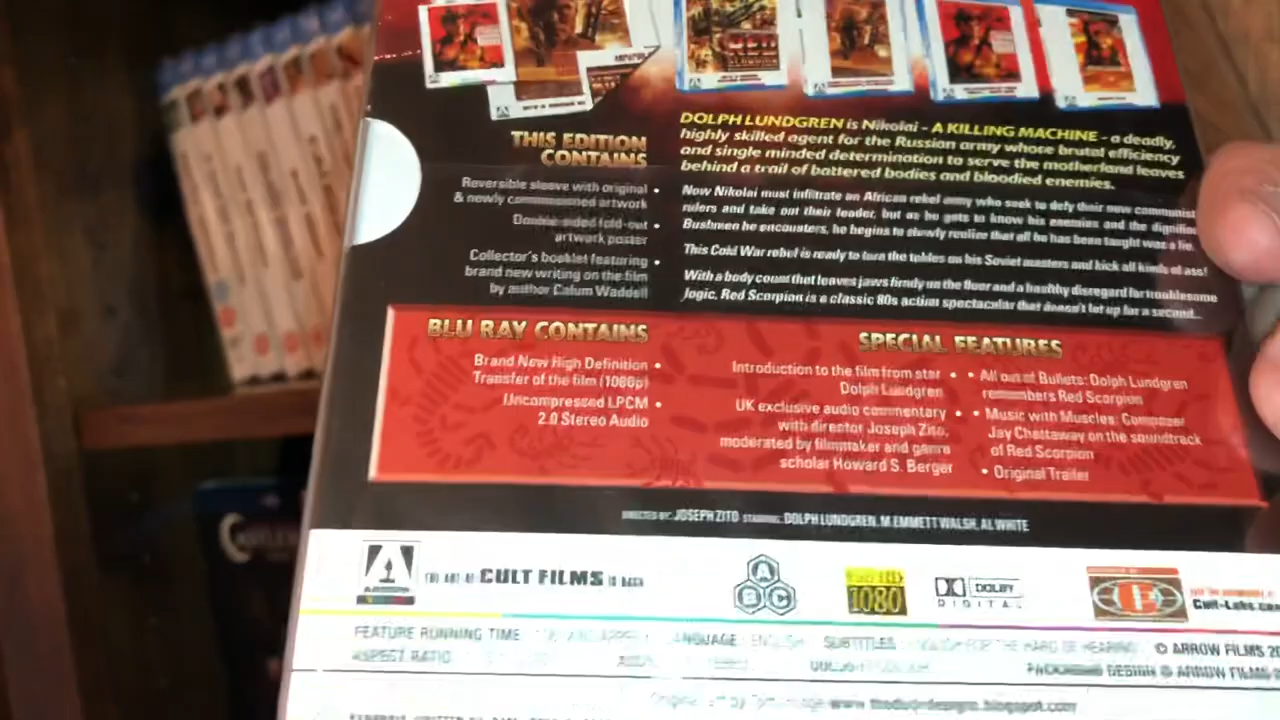 DOLPH LUNDGREN is Nikolai - A KILLING MACHINE - a deadly,
highly skilled agent for the Russian army whose brutal efficiency
and single minded determination to serve the motherland leaves
behind a trail of battered bodies and bloodied enemies.
Now Nikolai must infiltrate an African rebel army who seek to defy their new communist
rulers and take out their leader, but as he gets to know his enemies and the dignified
Bushmen he encounters, he begins to slowly realize that all he has been taught was a lie.
This Cold War rebel is ready to turn the tables on his Soviet masters and kick all kinds of ass!
With a body count that leaves jaws firmly on the floor and a healthy disregard for troublesome
logic, Red Scorpion is a classic 80s action spectacular that doesn't let up for a second...
THIS EDITION
CONTAINS
Reversible sleeve with original •
& newly commissioned artwork
Double sided fold-out •
artwork poster
Collector's booklet featuring •
brand new writing on the film
by author Calum Waddell
BLU RAY CONTAINS
Brand New High Definition •
Transfer of the film (1080p)
Uncompressed LPCM •
2.0 Stereo Audio
SPECIAL FEATURES
Introduction to the film from star •
Dolph Lundgren
UK exclusive audio commentary •
with director Joseph Zito,
moderated by filmmaker and genre
scholar Howard S. Berger
• All out of Bullets: Dolph Lundgren
remembers Red Scorpion
• Music with Muscles: Composer
Jay Chattaway on the soundtrack
of Red Scorpion
• Original Trailer
DIRECTED BY: JOSEPH ZITO STARRING: DOLPH LUNDGREN, M EMMETT WALSH, AL WHITE
A
ARROW
THE ART OF CULT FILMS IS BACK
A
B C
1080
DOLBY
DIGITAL
Cult-Labs.com
FEATURE RUNNING TIME LANGUAGE ENGLISH SUBTITLES ENGLISH FOR THE HARD OF HEARING © ARROW FILMS
ASPECT RATIO PACKAGING DESIGN © ARROW FILMS
www.thedudedesigns.blogspot.com